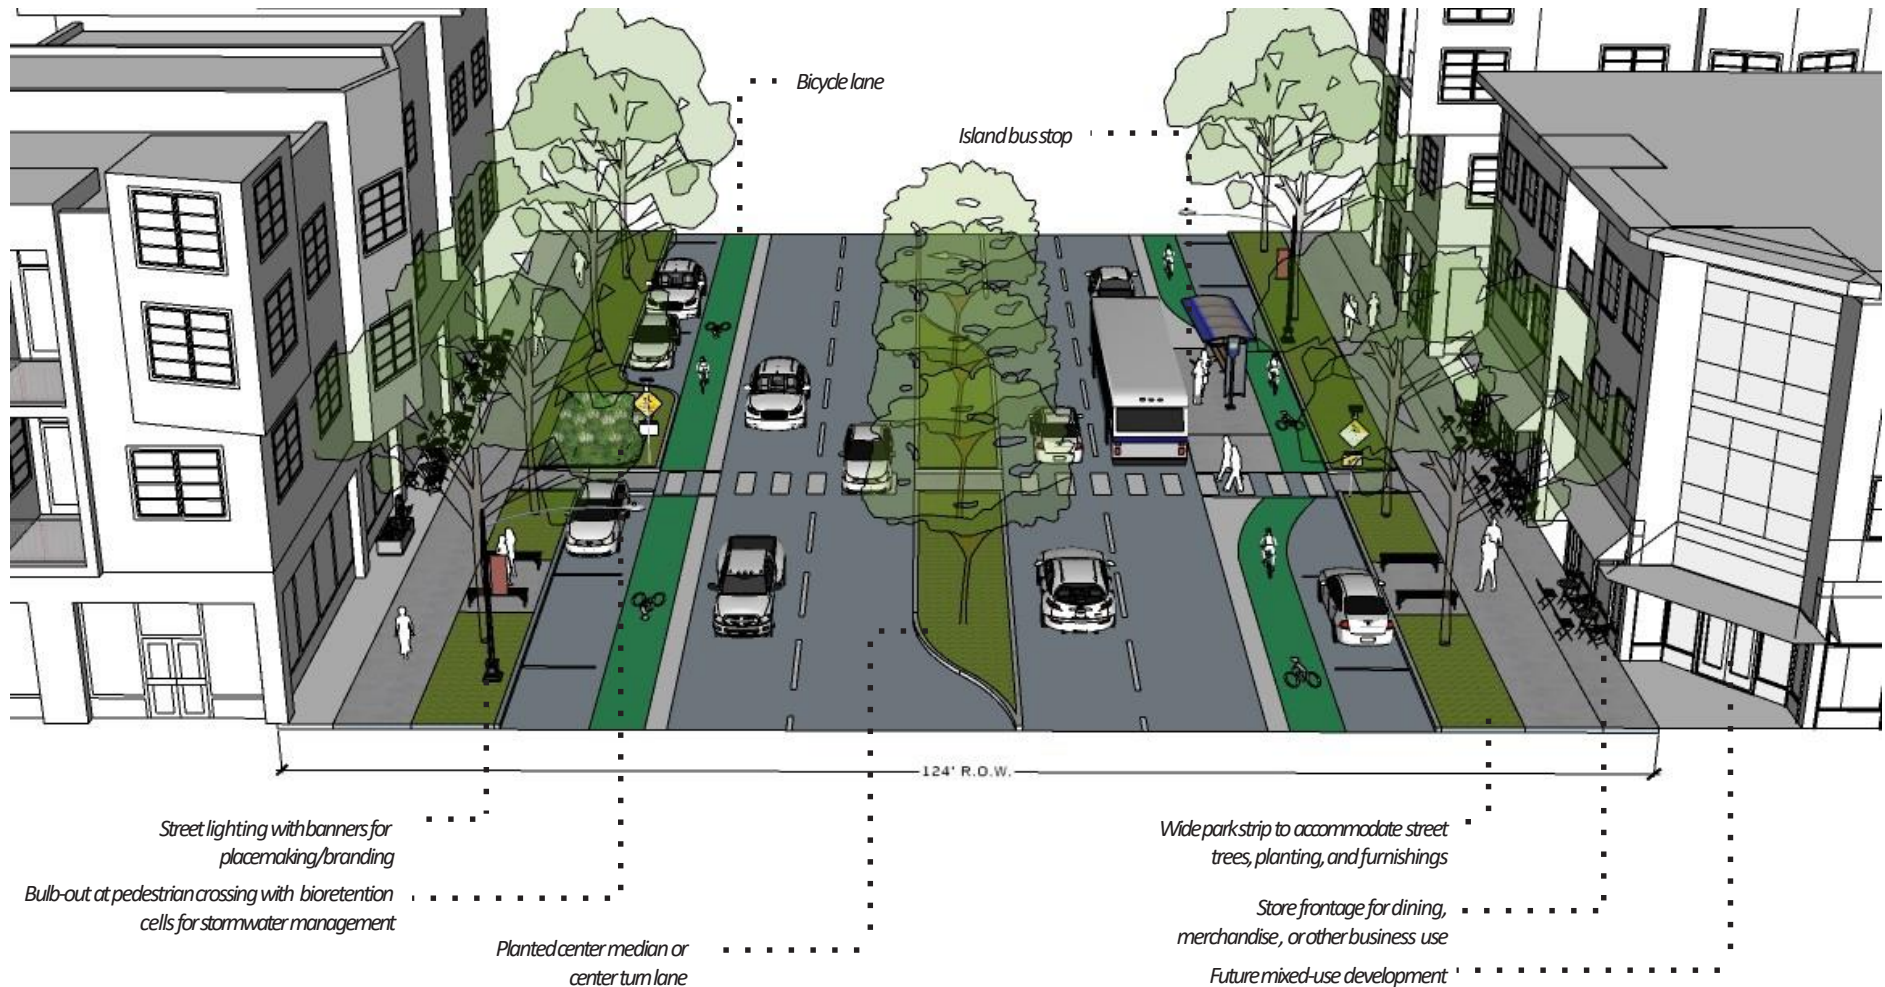 Bicycle lane
Island bus stop
124' R.O.W.
Street lighting with banners for
placemaking/branding
Bulb-out at pedestrian crossing with bioretention
cells for stormwater management
Planted center median or
center turn lane
Wide park strip to accommodate street
trees, planting, and furnishings
Store frontage for dining,
merchandise, or other business use
Future mixed-use development